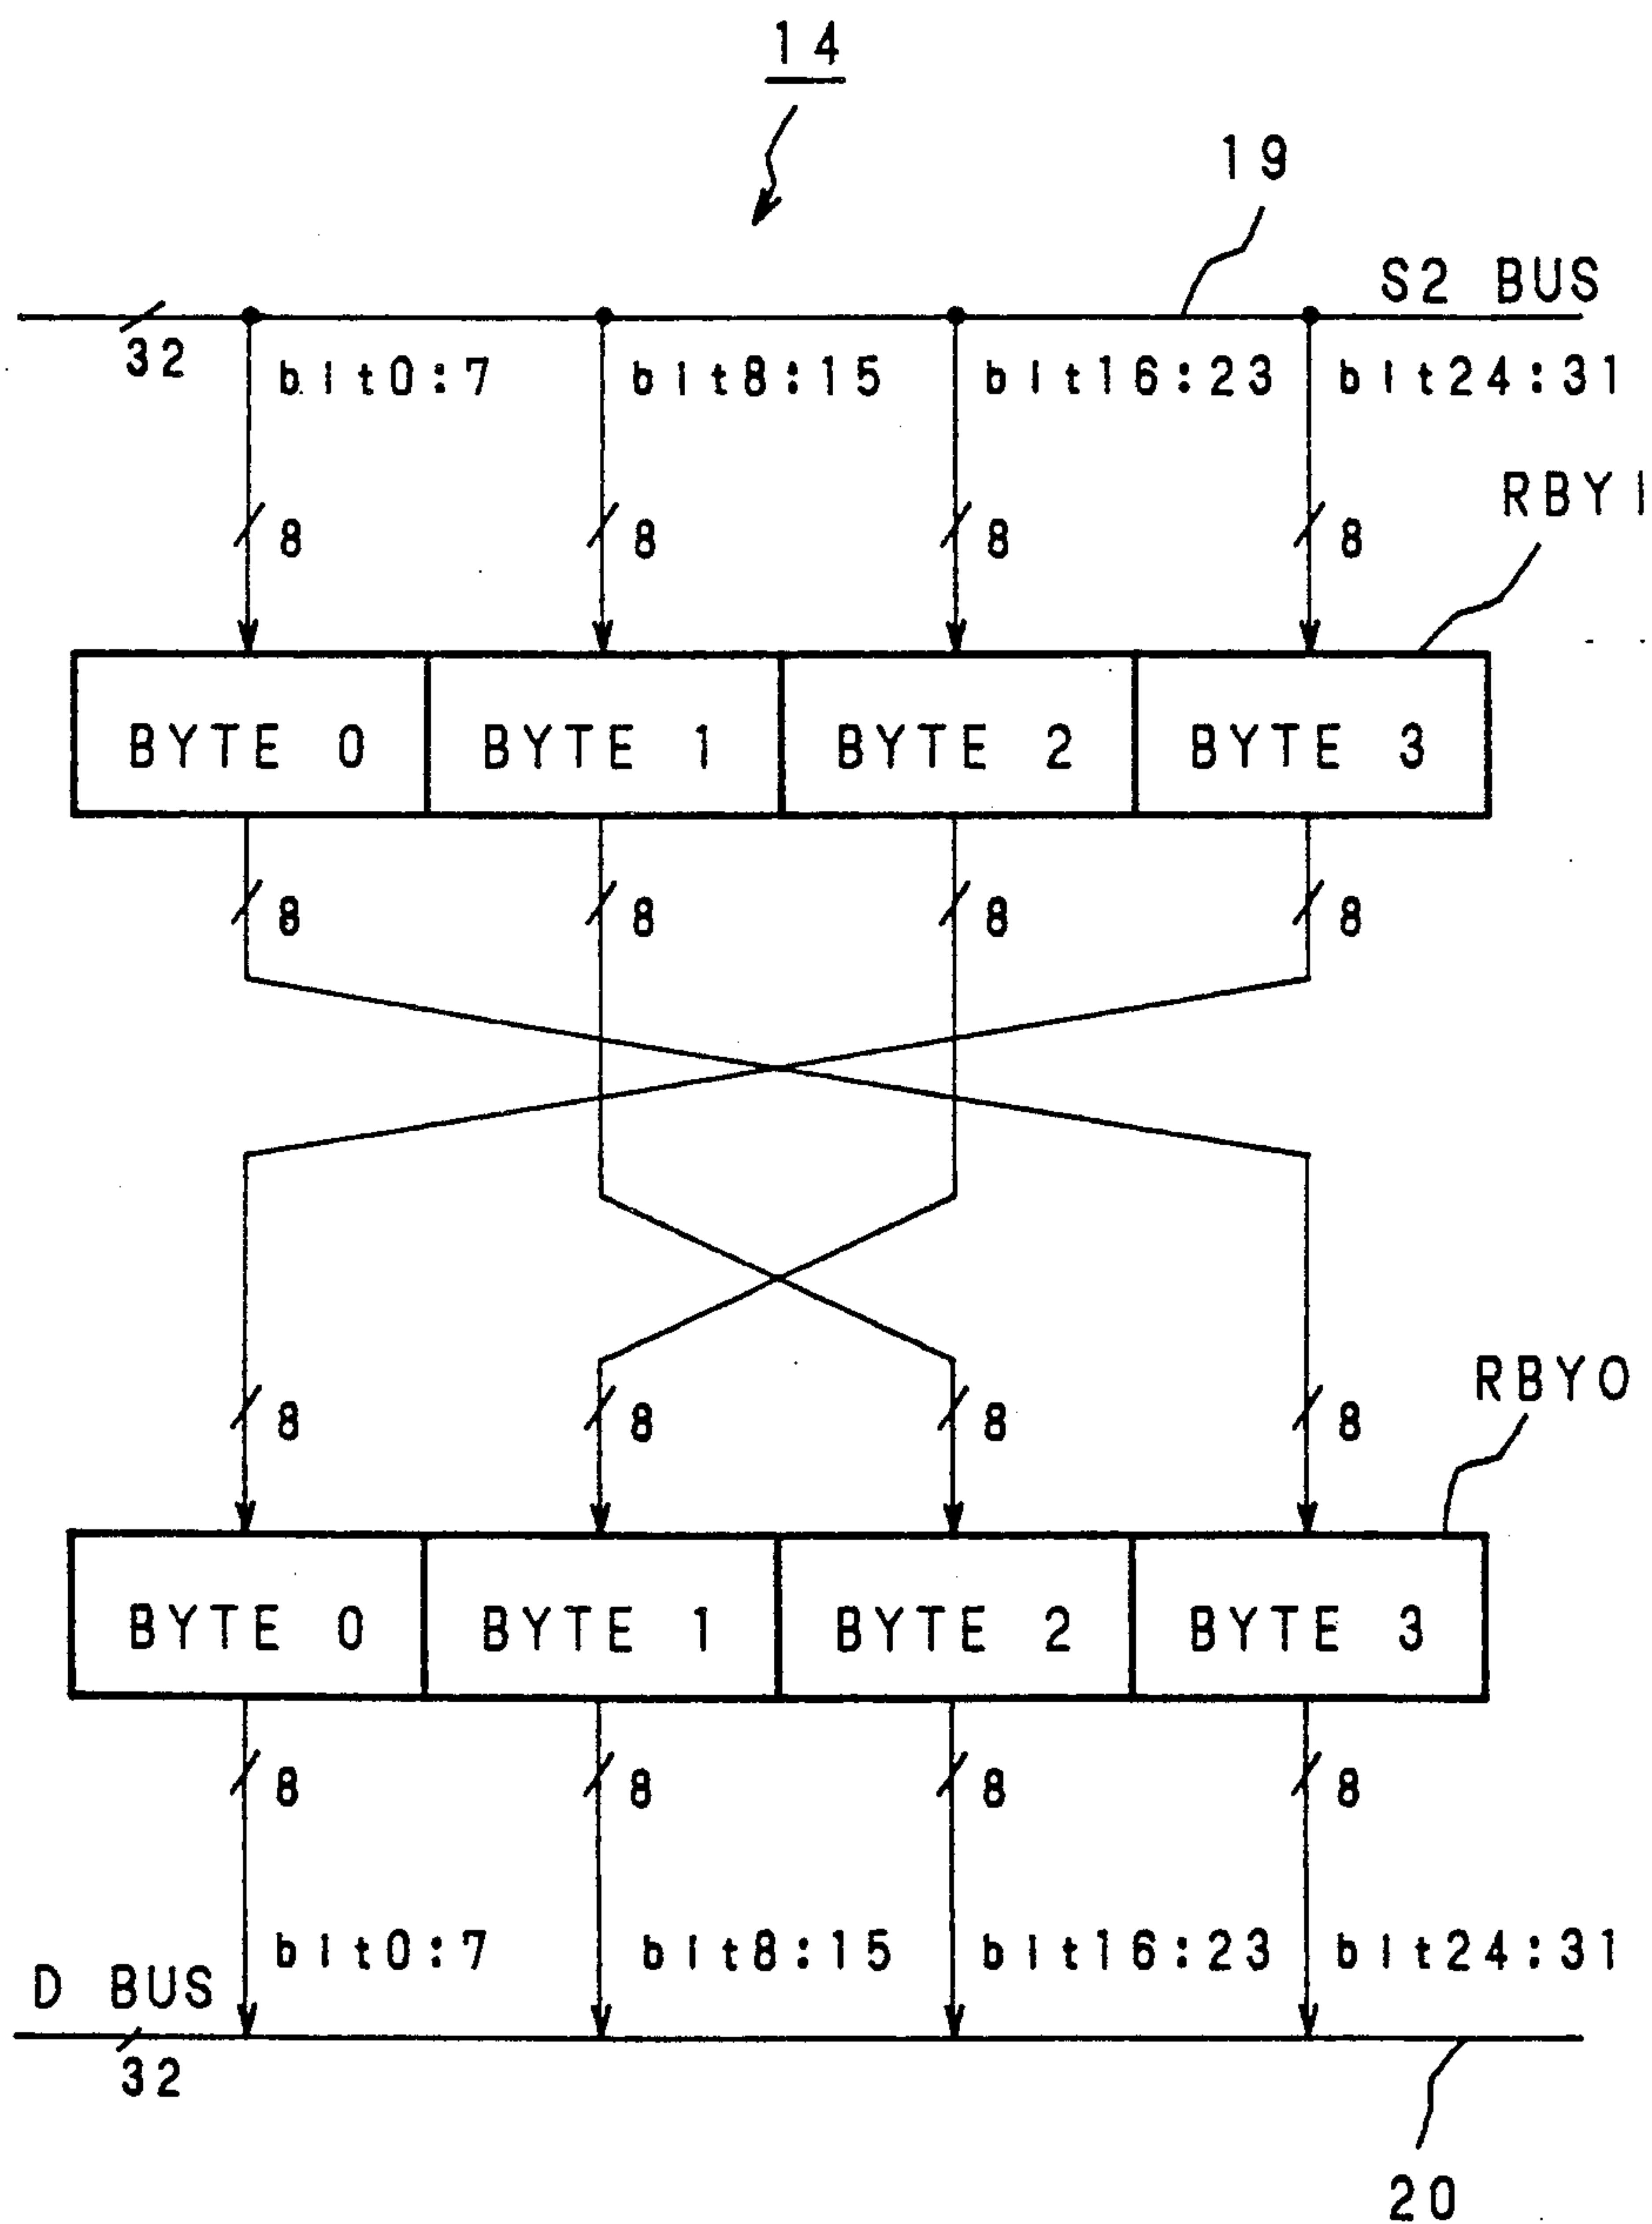 14
19
S2 BUS
32
bit0:7 bit8:15 bit16:23 bit24:31
RBYI
8 8 8 8
BYTE 0 BYTE 1 BYTE 2 BYTE 3
8 8 8 8
RBYO
8 8 8 8
BYTE 0 BYTE 1 BYTE 2 BYTE 3
8 8 8 8
bit0:7 bit8:15 bit16:23 bit24:31
D BUS
32
20